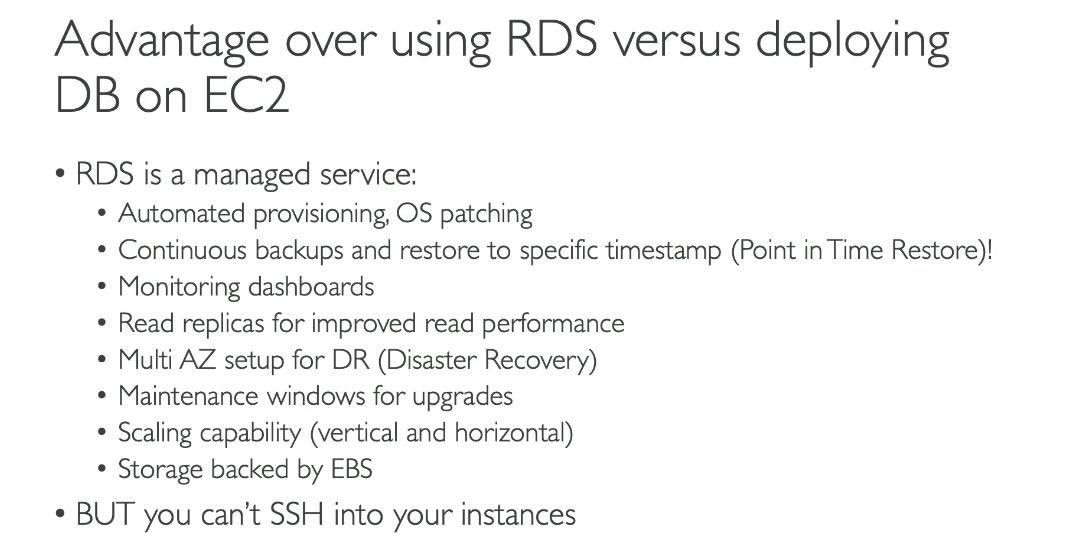 Advantage over using RDS versus deploying
DB on EC2
• RDS is a managed service:
• Automated provisioning, OS patching
• Continuous backups and restore to specific timestamp (Point in Time Restore)!
• Monitoring dashboards
• Read replicas for improved read performance
• Multi AZ setup for DR (Disaster Recovery)
• Maintenance windows for upgrades
• Scaling capability (vertical and horizontal)
• Storage backed by EBS
• BUT you can't SSH into your instances